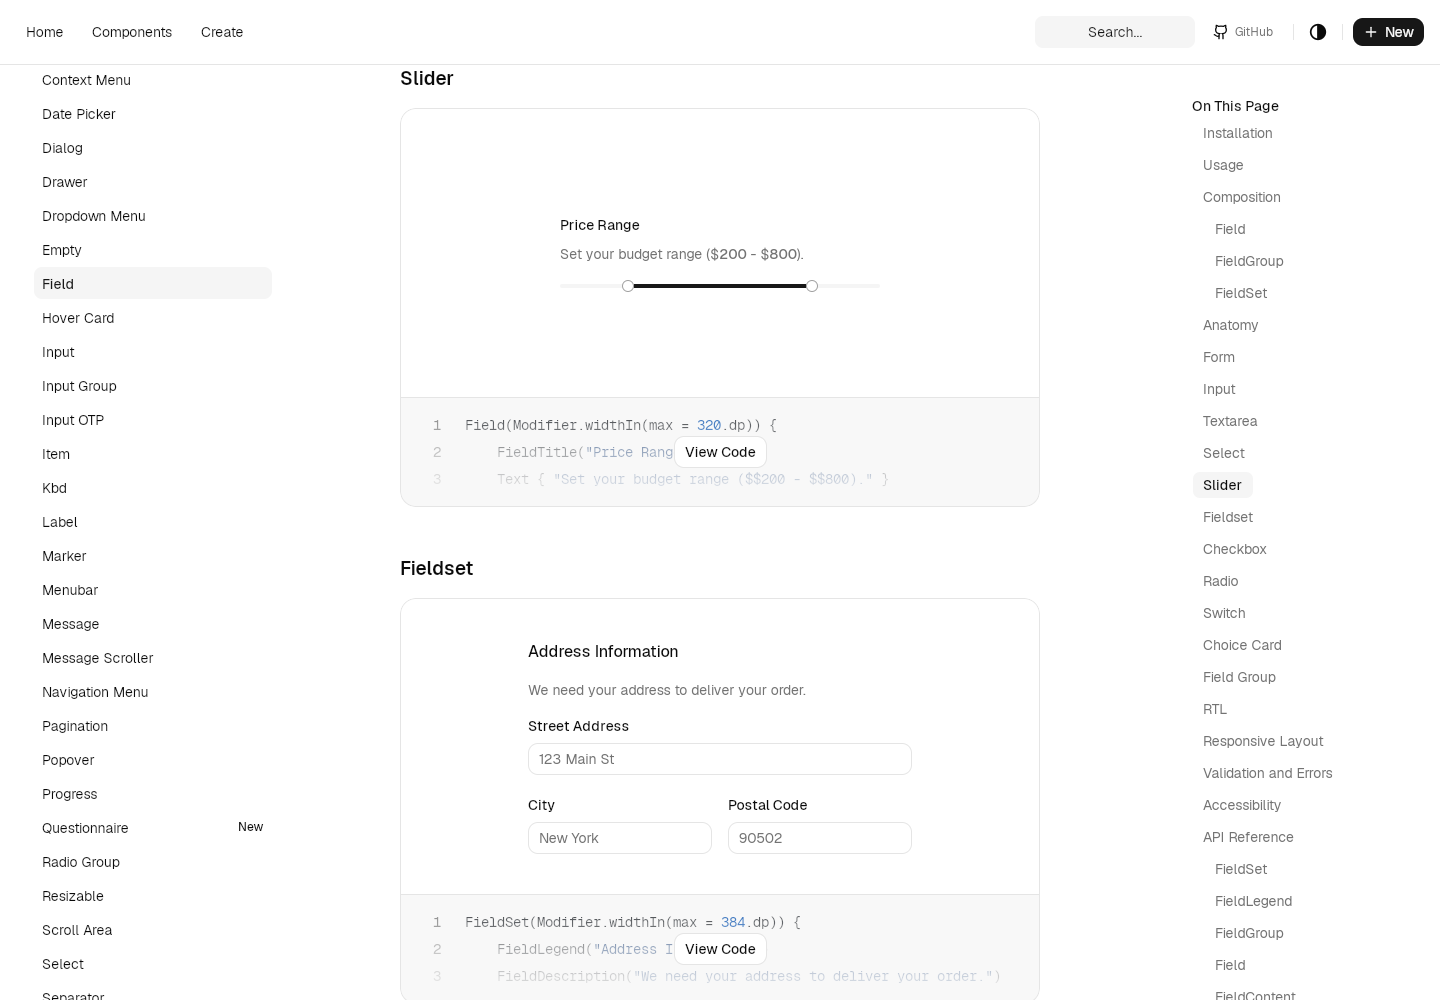 Home
Components
Create
Search...
GitHub
New
Context Menu
Date Picker
Dialog
Drawer
Dropdown Menu
Empty
Field
Hover Card
Input
Input Group
Input OTP
Item
Kbd
Label
Marker
Menubar
Message
Message Scroller
Navigation Menu
Pagination
Popover
Progress
Questionnaire New
Radio Group
Resizable
Scroll Area
Select
Separator
Slider
Price Range
Set your budget range ($200 - $800).
1 Field(Modifier.widthIn(max = 320.dp)) {
2 FieldTitle("Price Rang
View Code
3 Text { "Set your budget range ($$200 - $$800)." }
Fieldset
Address Information
We need your address to deliver your order.
Street Address
123 Main St
City
Postal Code
New York
90502
1 FieldSet(Modifier.widthIn(max = 384.dp)) {
2 FieldLegend("Address I
View Code
3 FieldDescription("We need your address to deliver your order.")
On This Page
Installation
Usage
Composition
Field
FieldGroup
FieldSet
Anatomy
Form
Input
Textarea
Select
Slider
Fieldset
Checkbox
Radio
Switch
Choice Card
Field Group
RTL
Responsive Layout
Validation and Errors
Accessibility
API Reference
FieldSet
FieldLegend
FieldGroup
Field
FieldContent